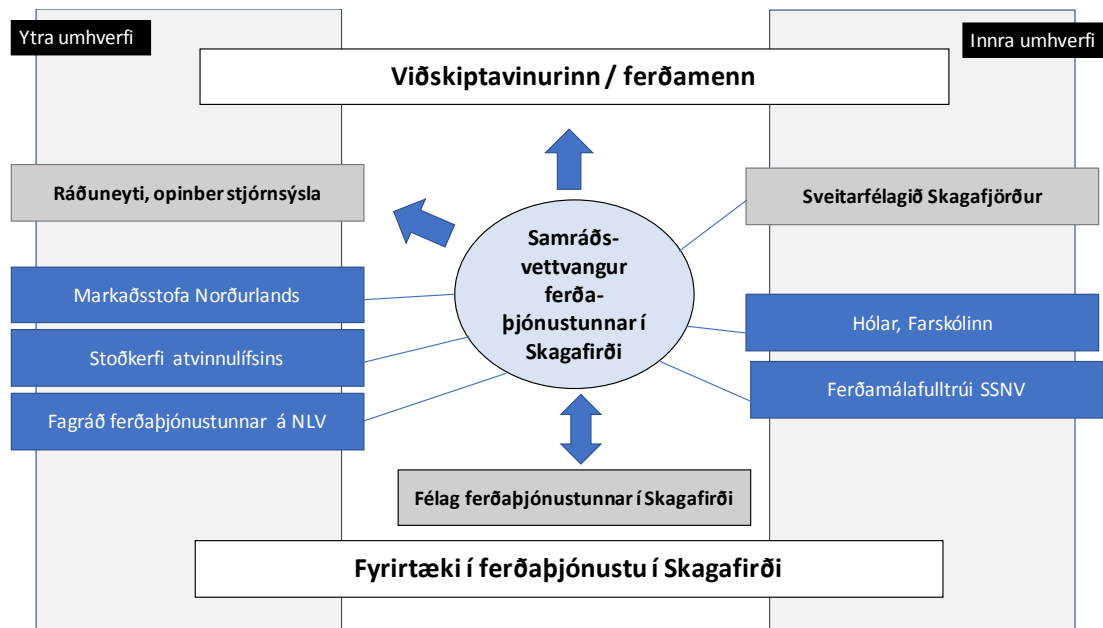 Ytra umhverfi
Innra umhverfi
Viðskiptavinurinn / ferðamenn
Ráðuneyti, opinber stjórnsýsla
Sveitarfélagið Skagafjörður
Samráðs-
vettvangur
ferða-
þjónustunnar í
Skagafirði
Markaðsstofa Norðurlands
Stoðkerfi atvinnulífsins
Fagráð ferðaþjónustunnar á NLV
Hólar, Farskólinn
Ferðamálafulltrúi SSNV
Félag ferðaþjónustunnar í Skagafirði
Fyrirtæki í ferðaþjónustu í Skagafirði